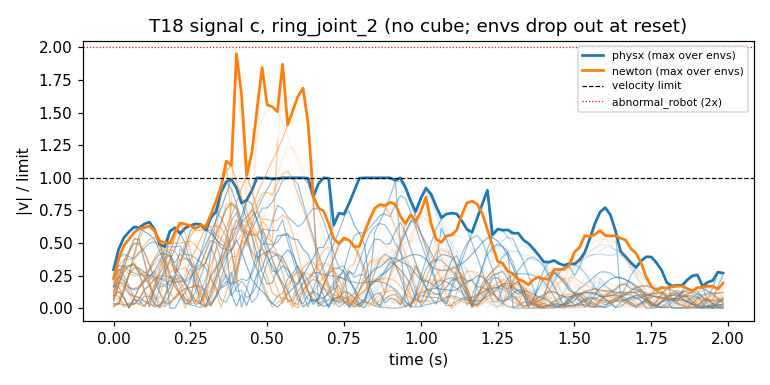 T18 signal c, ring_joint_2 (no cube; envs drop out at reset)
2.00
1.75
1.50
1.25
1.00
0.75
0.50
0.25
0.00
|v| / limit
physx (max over envs)
newton (max over envs)
velocity limit
abnormal_robot (2x)
0.00 0.25 0.50 0.75 1.00 1.25 1.50 1.75 2.00
time (s)